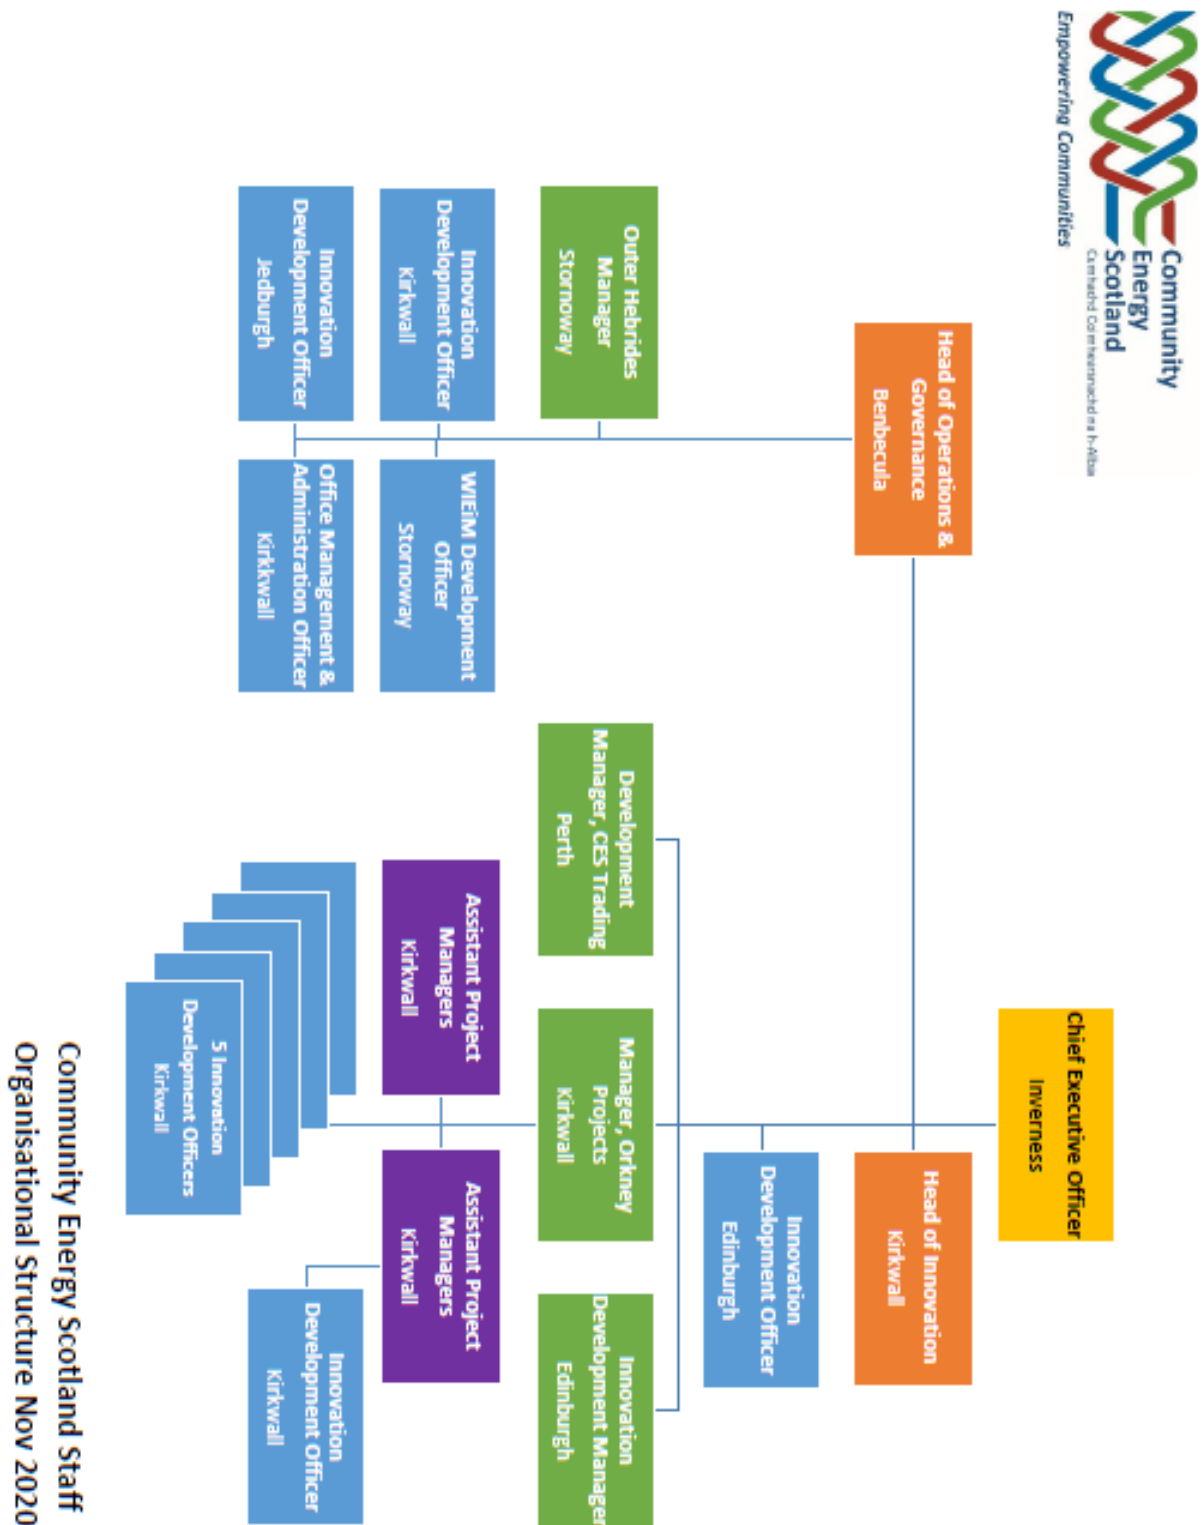 Community
Energy
Scotland
Comhachd Coimhearsnachd na h-Alba
Empowering Communities
Chief Executive Officer
Inverness
Head of Operations &
Governance
Benbecula
Head of Innovation
Kirkwall
Innovation
Development Officer
Edinburgh
Outer Hebrides
Manager
Stornoway
Development
Manager, CES Trading
Perth
Manager, Orkney
Projects
Kirkwall
Innovation
Development Manager
Edinburgh
Innovation
Development Officer
Kirkwall
WIEiM Development
Officer
Stornoway
Assistant Project
Managers
Kirkwall
Assistant Project
Managers
Kirkwall
Innovation
Development Officer
Jedburgh
Office Management &
Administration Officer
Kirkkwall
5 Innovation
Development Officers
Kirkwall
Innovation
Development Officer
Kirkwall
Community Energy Scotland Staff
Organisational Structure Nov 2020